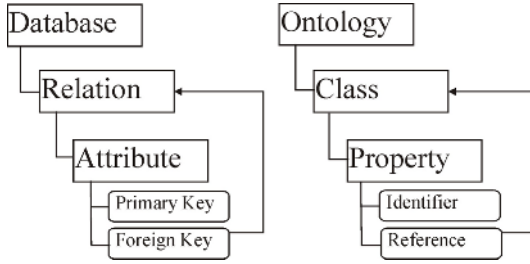 Database
Relation
Attribute
Primary Key
Foreign Key
Ontology
Class
Property
Identifier
Reference